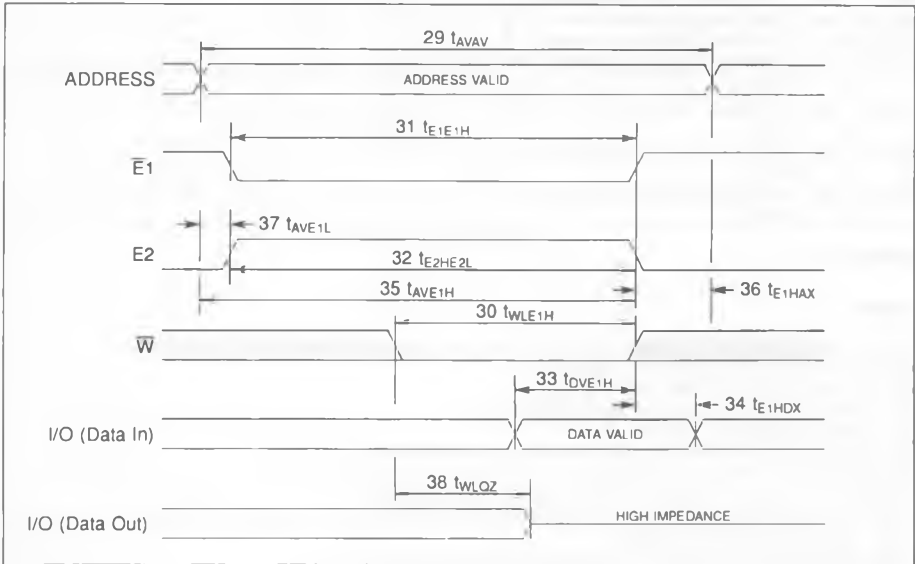 29 tAVAV
ADDRESS
ADDRESS VALID
31 tE1E1H
E1
37 tAVE1L
E2
32 tE2HE2L
35 tAVE1H
36 tE1HAX
30 tWLE1H
W
33 tDVE1H
34 tE1HDX
I/O (Data In)
DATA VALID
38 tWLQZ
I/O (Data Out)
HIGH IMPEDANCE